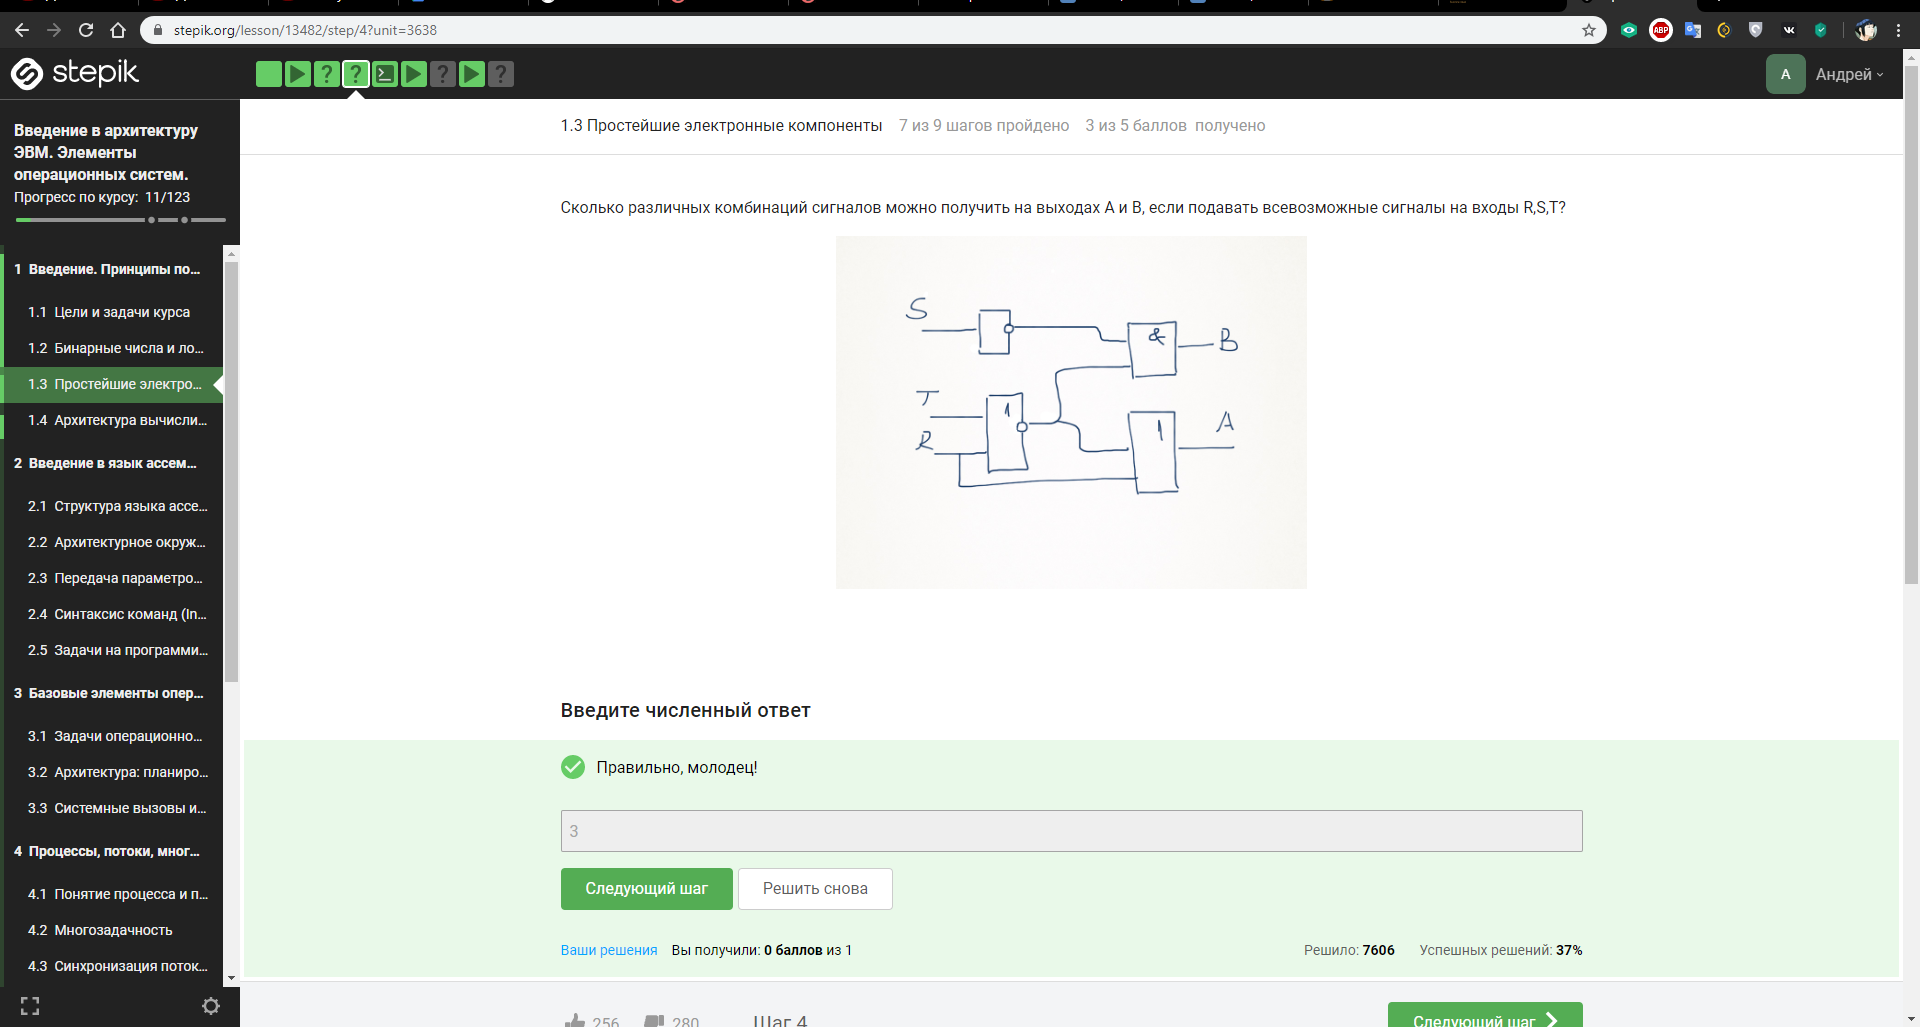 stepik.org/lesson/13482/step/4?unit=3638
ABP
stepik
А
Андрей
Введение в архитектуру
ЭВМ. Элементы
операционных систем.
Прогресс по курсу: 11/123
1 Введение. Принципы по...
1.1 Цели и задачи курса
1.2 Бинарные числа и ло...
1.3 Простейшие электро...
1.4 Архитектура вычисли...
2 Введение в язык ассем...
2.1 Структура языка ассе...
2.2 Архитектурное окруж...
2.3 Передача параметро...
2.4 Синтаксис команд (In...
2.5 Задачи на программи...
3 Базовые элементы опер...
3.1 Задачи операционно...
3.2 Архитектура: планиро...
3.3 Системные вызовы и...
4 Процессы, потоки, мног...
4.1 Понятие процесса и п...
4.2 Многозадачность
4.3 Синхронизация поток...
1.3 Простейшие электронные компоненты 7 из 9 шагов пройдено 3 из 5 баллов получено
Сколько различных комбинаций сигналов можно получить на выходах A и B, если подавать всевозможные сигналы на входы R,S,T?
S
& B
T
1
R
1 A
Введите численный ответ
Правильно, молодец!
3
Следующий шаг Решить снова
Ваши решения Вы получили: 0 баллов из 1 Решило: 7606 Успешных решений: 37%
256 280 Шаг 4 Следующий шаг